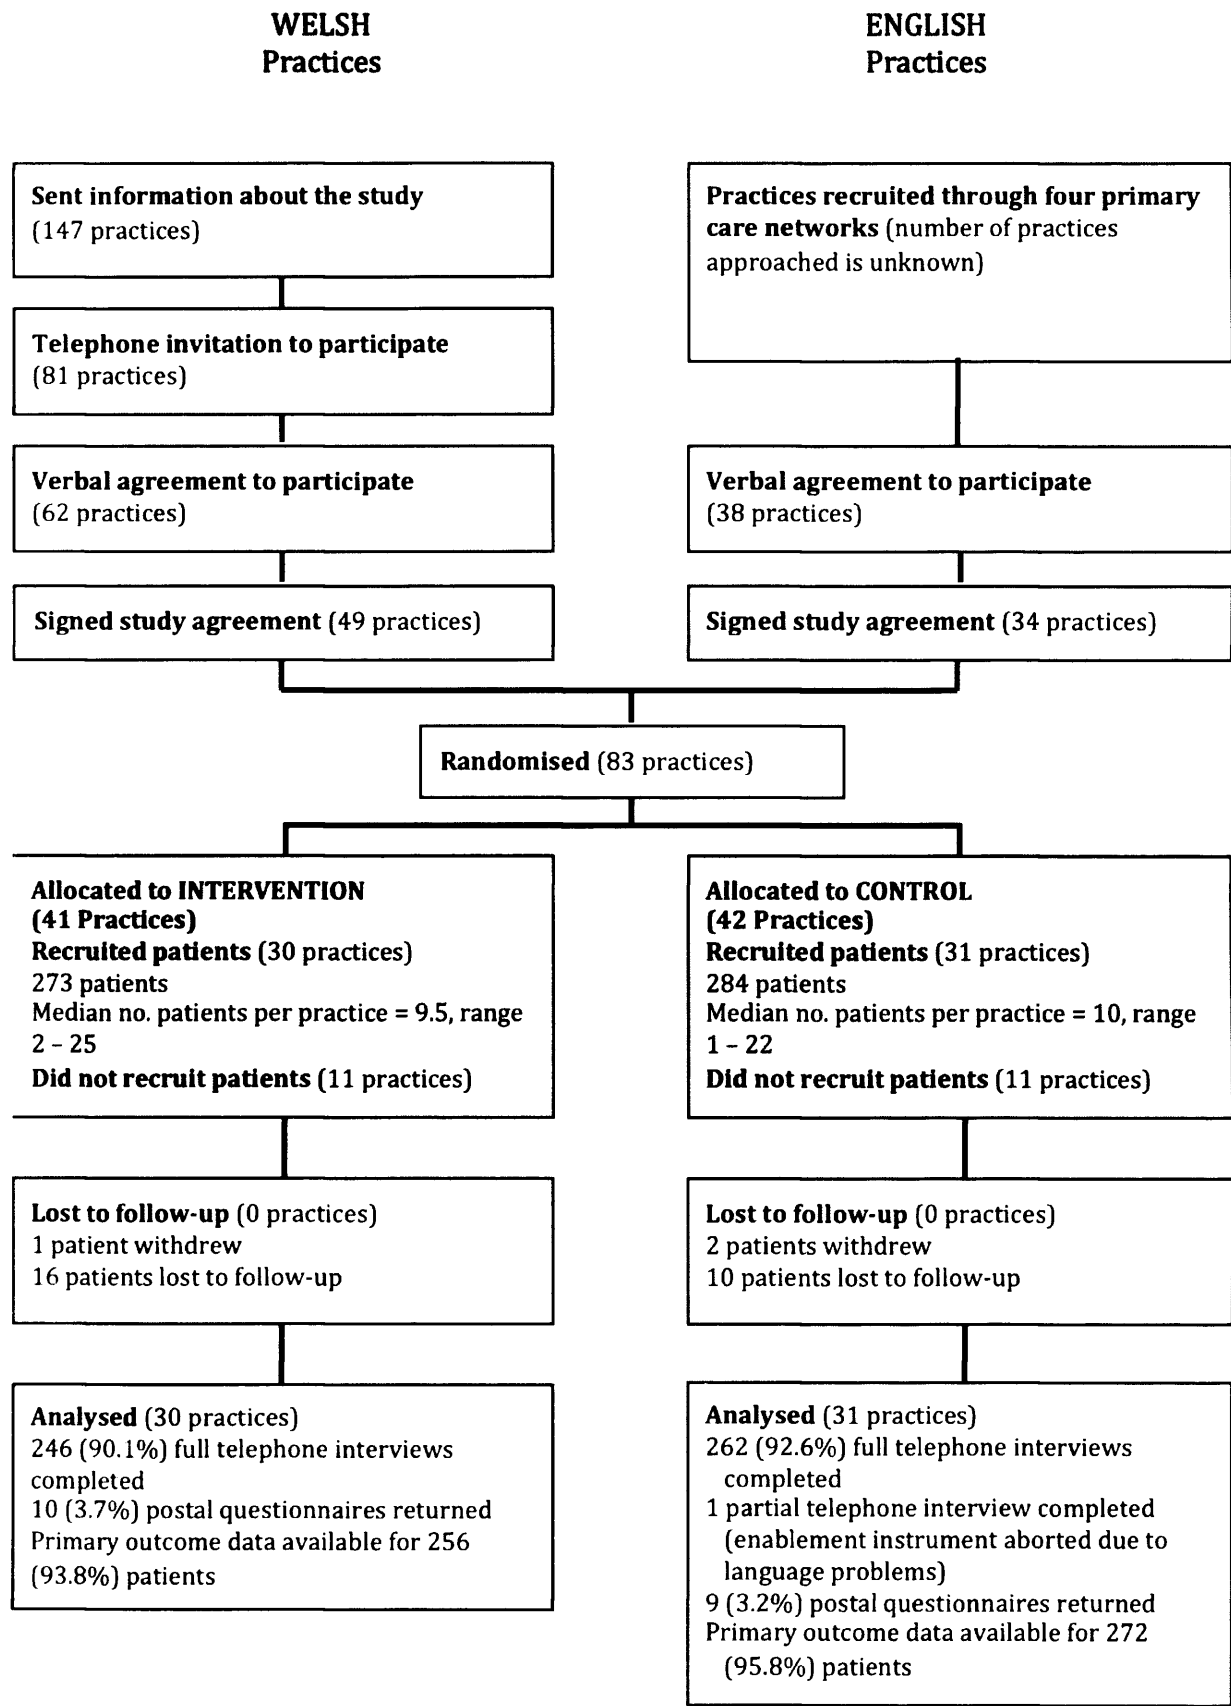 WELSH
Practices
ENGLISH
Practices
Sent information about the study
(147 practices)
Practices recruited through four primary
care networks (number of practices
approached is unknown)
Telephone invitation to participate
(81 practices)
Verbal agreement to participate
(62 practices)
Verbal agreement to participate
(38 practices)
Signed study agreement (49 practices)
Signed study agreement (34 practices)
Randomised (83 practices)
Allocated to INTERVENTION
(41 Practices)
Recruited patients (30 practices)
273 patients
Median no. patients per practice = 9.5, range
2 – 25
Did not recruit patients (11 practices)
Allocated to CONTROL
(42 Practices)
Recruited patients (31 practices)
284 patients
Median no. patients per practice = 10, range
1 – 22
Did not recruit patients (11 practices)
Lost to follow-up (0 practices)
1 patient withdrew
16 patients lost to follow-up
Lost to follow-up (0 practices)
2 patients withdrew
10 patients lost to follow-up
Analysed (30 practices)
246 (90.1%) full telephone interviews
completed
10 (3.7%) postal questionnaires returned
Primary outcome data available for 256
(93.8%) patients
Analysed (31 practices)
262 (92.6%) full telephone interviews
completed
1 partial telephone interview completed
(enablement instrument aborted due to
language problems)
9 (3.2%) postal questionnaires returned
Primary outcome data available for 272
(95.8%) patients